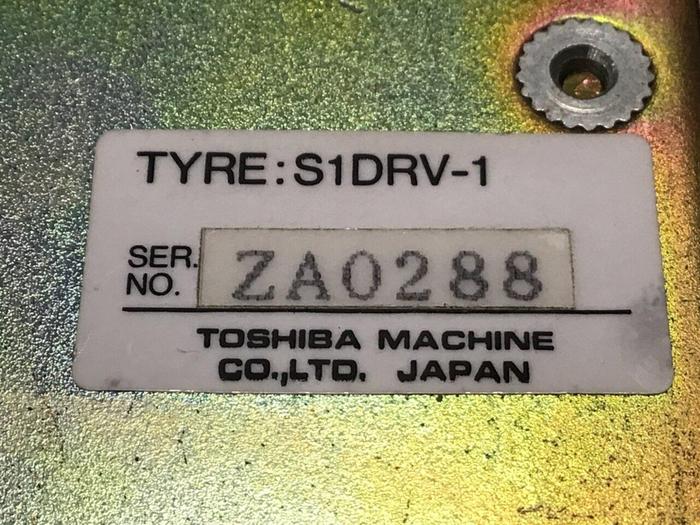 TYRE:S1DRV-1
SER.
NO. ZA0288
TOSHIBA MACHINE
CO.,LTD. JAPAN